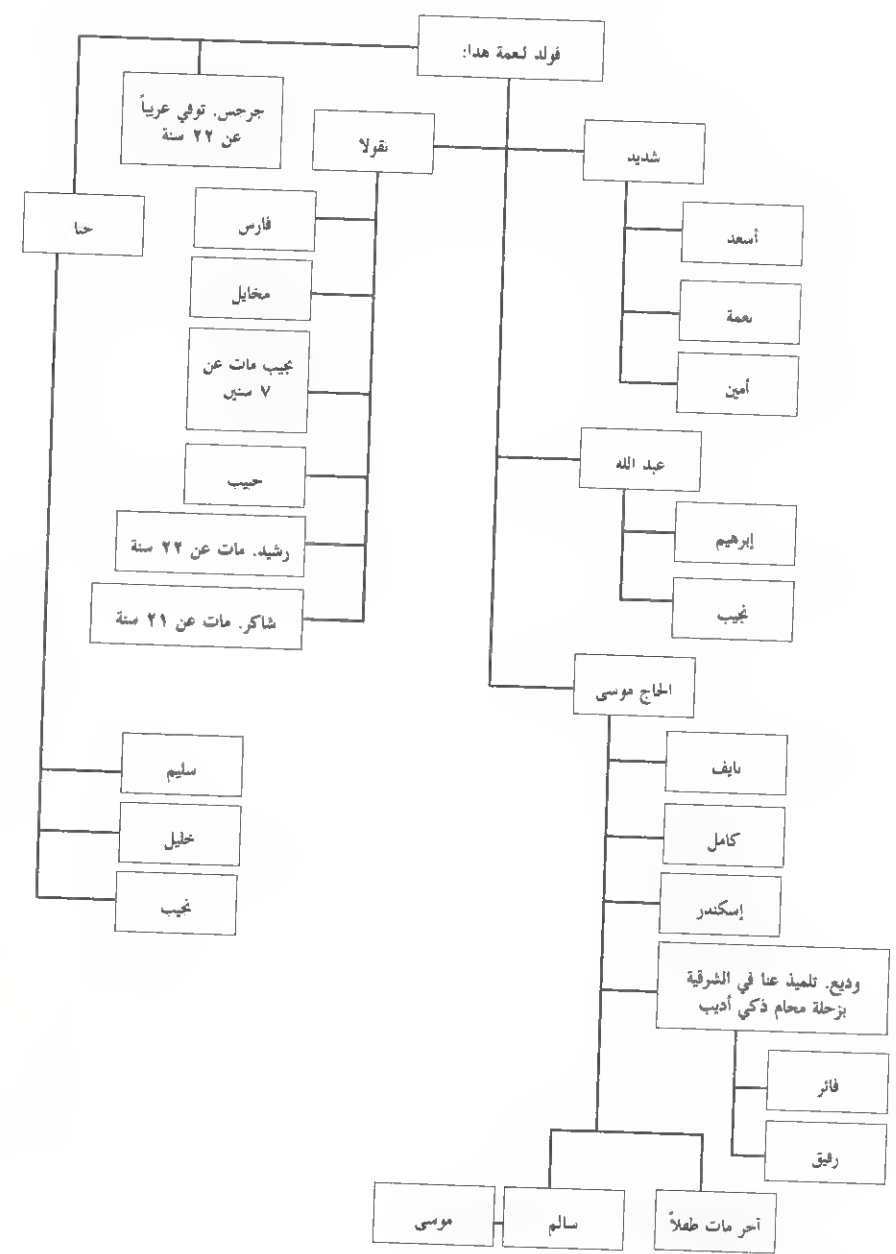 فولد نعمة هذا:
جرجس. توفي عزيباً
عن ٢٢ سنة
نقولا
شديد
حنا
فارس
أسعد
مخايل
نعمة
نجيب مات عن
٧ سنين
أمين
عبد الله
حبيب
إبرهيم
رشيد. مات عن ٢٢ سنة
نجيب
شاكر. مات عن ٢١ سنة
الحاج موسى
سليم
نايف
خليل
كامل
نجيب
إسكندر
وديع. تلميذ عنا في الشرقية
بزحلة محام ذكي أديب
فائز
رفيق
آخر مات طفلاً
سالم
موسى